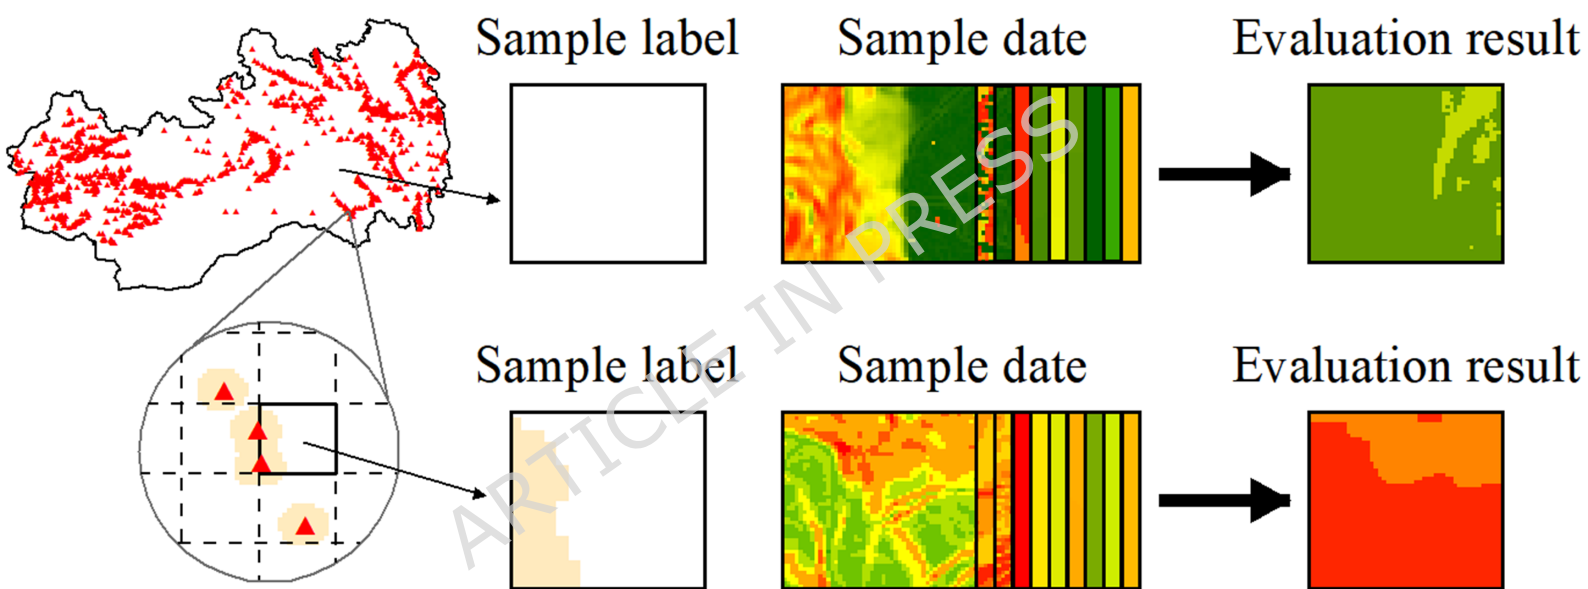 Sample label
Sample date
Evaluation result
Sample label
Sample date
Evaluation result
ARTICLE IN PRESS